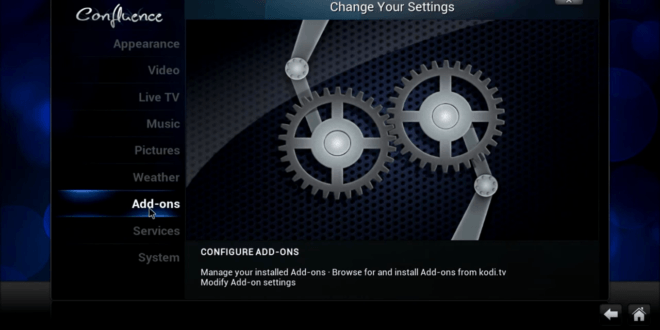 Confluence
Change Your Settings
Appearance
Video
Live TV
Music
Pictures
Weather
Add-ons
Services
System
CONFIGURE ADD-ONS
Manage your installed Add-ons · Browse for and install Add-ons from kodi.tv
Modify Add-on settings